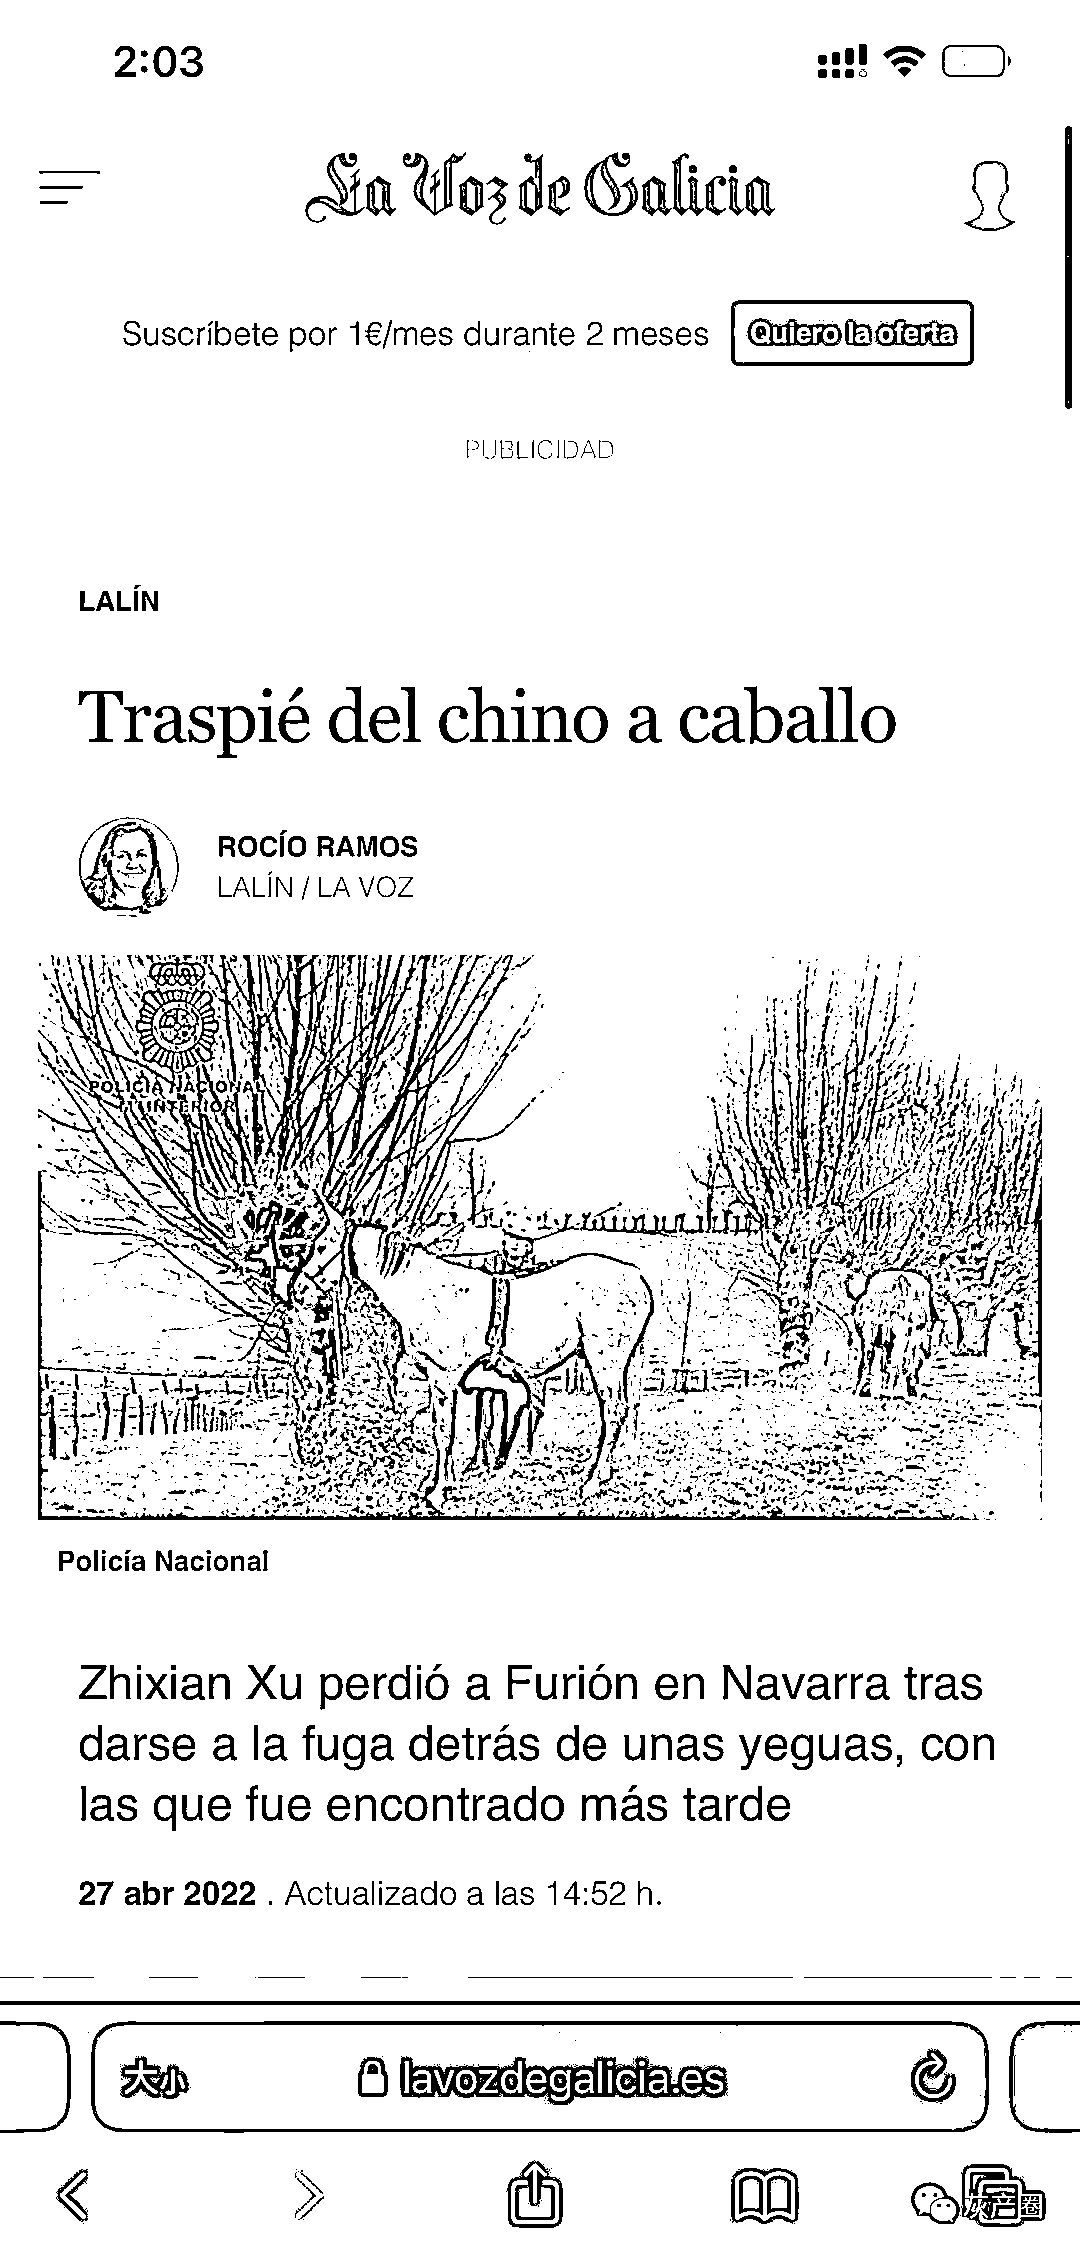 2:03
La Voz de Galicia
Suscríbete por 1€/mes durante 2 meses Quiero la oferta
PUBLICIDAD
LALÍN
Traspié del chino a caballo
ROCÍO RAMOS
LALÍN / LA VOZ
POLICÍA NACIONAL
INTERIOR
Policía Nacional
Zhixian Xu perdió a Furión en Navarra tras
darse a la fuga detrás de unas yeguas, con
las que fue encontrado más tarde
27 abr 2022 . Actualizado a las 14:52 h.
大小 lavozdegalicia.es